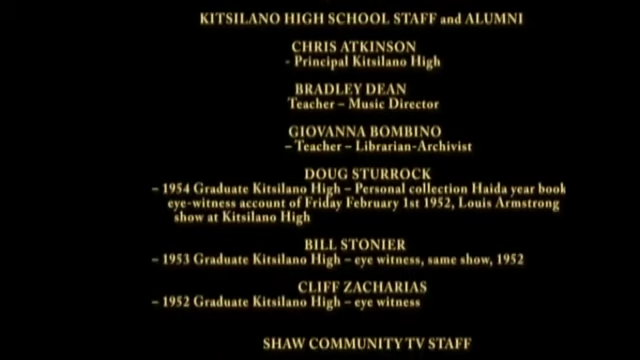 KITSILANO HIGH SCHOOL STAFF and ALUMNI
CHRIS ATKINSON
- Principal Kitsilano High
BRADLEY DEAN
Teacher – Music Director
GIOVANNA BOMBINO
– Teacher – Librarian-Archivist
DOUG STURROCK
– 1954 Graduate Kitsilano High – Personal collection Haida year book
eye-witness account of Friday February 1st 1952, Louis Armstrong
show at Kitsilano High
BILL STONIER
– 1953 Graduate Kitsilano High – eye witness, same show, 1952
CLIFF ZACHARIAS
– 1952 Graduate Kitsilano High – eye witness
SHAW COMMUNITY TV STAFF